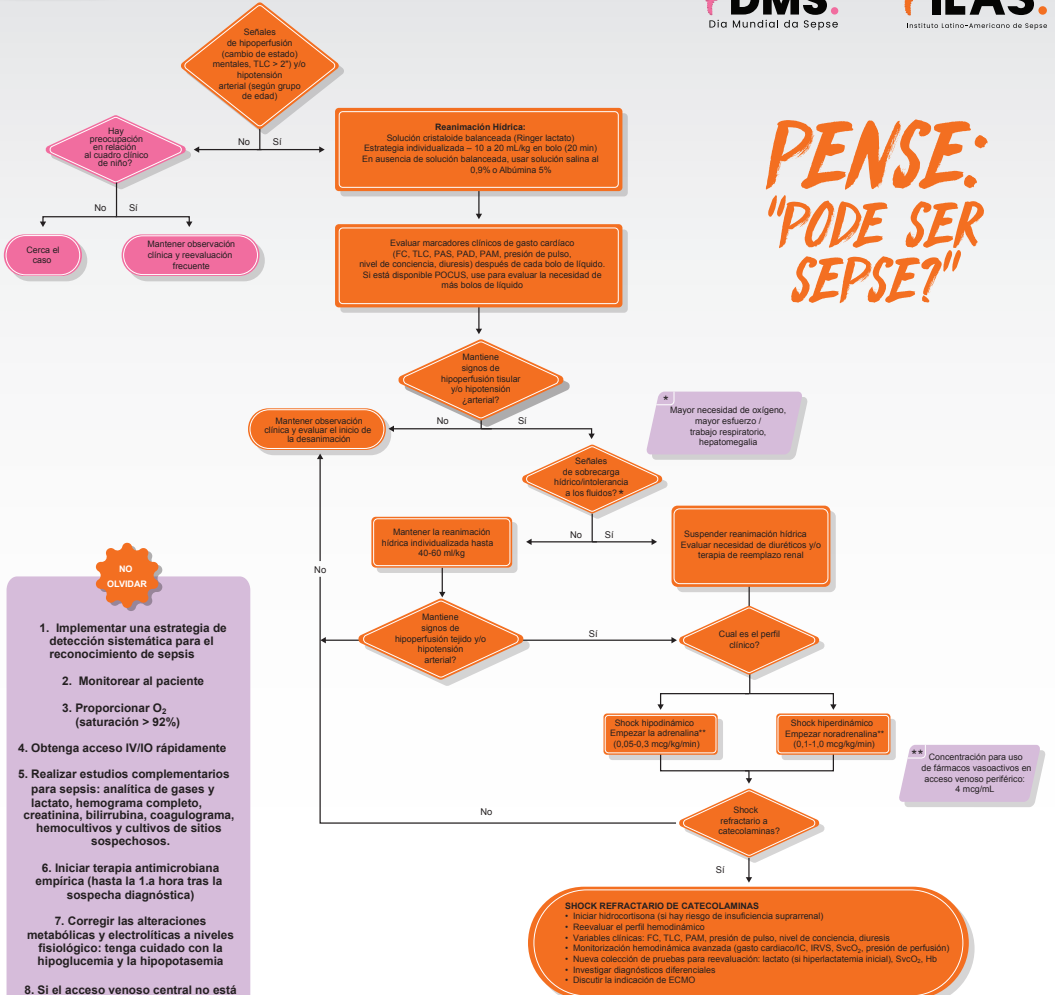 DMS.
Dia Mundial da Sepse
ILAS.
Instituto Latino-Americano de Sepse
Señales
de hipoperfusión
(cambio de estado)
mentales, TLC > 2") y/o
hipotensión
arterial (según grupo
de edad)
No
Sí
Hay
preocupación
en relación
al cuadro clínico
de niño?
No
Sí
Cerca el
caso
Mantener observación
clínica y reevaluación
frecuente
Reanimación Hídrica:
Solución cristaloide balanceada (Ringer lactato)
Estrategia individualizada – 10 a 20 mL/kg en bolo (20 min)
En ausencia de solución balanceada, usar solución salina al
0,9% o Albúmina 5%
PENSE:
"PODE SER
SEPSE?"
Evaluar marcadores clínicos de gasto cardíaco
(FC, TLC, PAS, PAD, PAM, presión de pulso,
nivel de conciencia, diuresis) después de cada bolo de líquido.
Si está disponible POCUS, use para evaluar la necesidad de
más bolos de líquido
Mantiene
signos de
hipoperfusión tisular
y/o hipotensión
¿arterial?
No
Sí
Mantener observación
clínica y evaluar el inicio de
la desanimación
*
Mayor necesidad de oxígeno,
mayor esfuerzo /
trabajo respiratorio,
hepatomegalia
Señales
de sobrecarga
hídrico/intolerancia
a los fluidos? *
No
Sí
Mantener la reanimación
hídrica individualizada hasta
40-60 ml/kg
Suspender reanimación hídrica
Evaluar necesidad de diuréticos y/o
terapia de reemplazo renal
No
Mantiene
signos de
hipoperfusión tejido y/o
hipotensión
arterial?
Sí
Cual es el perfil
clínico?
Shock hipodinámico
Empezar la adrenalina**
(0,05-0,3 mcg/kg/min)
Shock hiperdinámico
Empezar noradrenalina**
(0,1-1,0 mcg/kg/min)
**
Concentración para uso
de fármacos vasoactivos en
acceso venoso periférico:
4 mcg/mL
No
Shock
refractario a
catecolaminas?
Sí
SHOCK REFRACTARIO DE CATECOLAMINAS
• Iniciar hidrocortisona (si hay riesgo de insuficiencia suprarrenal)
• Reevaluar el perfil hemodinámico
• Variables clínicas: FC, TLC, PAM, presión de pulso, nivel de conciencia, diuresis
• Monitorización hemodinámica avanzada (gasto cardiaco/IC, IRVS, SvcO₂, presión de perfusión)
• Nueva colección de pruebas para reevaluación: lactato (si hiperlactatemia inicial), SvcO₂, Hb
• Investigar diagnósticos diferenciales
• Discutir la indicación de ECMO
NO
OLVIDAR
1. Implementar una estrategia de
detección sistemática para el
reconocimiento de sepsis
2. Monitorear al paciente
3. Proporcionar O₂
(saturación > 92%)
4. Obtenga acceso IV/IO rápidamente
5. Realizar estudios complementarios
para sepsis: analítica de gases y
lactato, hemograma completo,
creatinina, bilirrubina, coagulograma,
hemocultivos y cultivos de sitios
sospechosos.
6. Iniciar terapia antimicrobiana
empírica (hasta la 1.a hora tras la
sospecha diagnóstica)
7. Corregir las alteraciones
metabólicas y electrolíticas a niveles
fisiológico: tenga cuidado con la
hipoglucemia y la hipopotasemia
8. Si el acceso venoso central no está